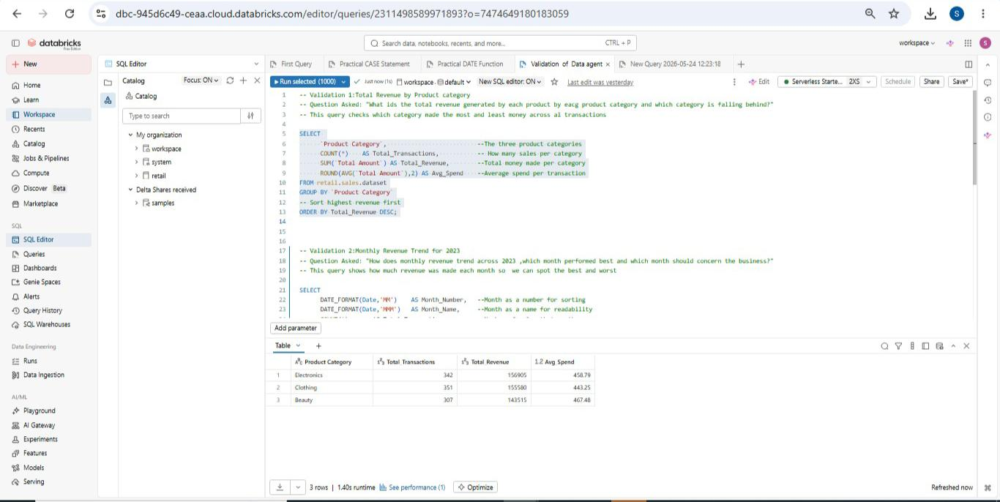 dbc-945d6c49-ceaa.cloud.databricks.com/editor/queries/2311498589971893?o=7474649180183059
S
databricks
Free Edition
Search data, notebooks, recents, and more...
CTRL + P
workspace
S
New
Home
Learn
Workspace
Recents
Catalog
Jobs & Pipelines
Compute
Discover Beta
Marketplace
SQL
SQL Editor
Queries
Dashboards
Genie Spaces
Alerts
Query History
SQL Warehouses
Data Engineering
Runs
Data Ingestion
AI/ML
Playground
AI Gateway
Experiments
Features
Models
Serving
SQL Editor
Catalog
Focus: ON
Catalog
Type to search
My organization
workspace
system
retail
Delta Shares received
samples
First Query
Practical CASE Statement
Practical DATE Function
Validation of Data agent
New Query 2026-05-24 12:23:18
Run selected (1000)
Just now (1s)
workspace.
default
New SQL editor: ON
Last edit was yesterday
Edit
Serverless Starte... 2XS
Schedule
Share
Save*
1 -- Validation 1:Total Revenue by Product category
2 -- Question Asked: "What ids the total revenue generated by each product by eacg product category and which category is falling behind?"
3 -- This query checks which category made the most and least money across al transactions
4
5 SELECT
6 `Product Category`, --The three product categories
7 COUNT(*) AS Total_Transactions, -- How many sales per category
8 SUM(`Total Amount`) AS Total_Revenue, --Total money made per category
9 ROUND(AVG(`Total Amount`),2) AS Avg_Spend --Average spend per transaction
10 FROM retail.sales.dataset
11 GROUP BY `Product Category`
12 -- Sort highest revenue first
13 ORDER BY Total_Revenue DESC;
14
15
16
17 -- Validation 2:Monthly Revenue Trend for 2023
18 -- Question Asked: "How does monthly revenue trend across 2023 ,which month performed best and which month should concern the business?"
19 -- This query shows how much revenue was made each month so we can spot the best and worst
20
21 SELECT
22 DATE_FORMAT(Date,'MM') AS Month_Number, --Month as a number for sorting
23 DATE_FORMAT(Date,'MMM') AS Month_Name, --Month as a name for readability
Add parameter
Table
Product Category Total Transactions Total Revenue 1.2 Avg Spend
1 Electronics 342 156905 458.79
2 Clothing 351 155580 443.25
3 Beauty 307 143515 467.48
3 rows | 1.40s runtime
See performance (1)
Optimize
Refreshed now